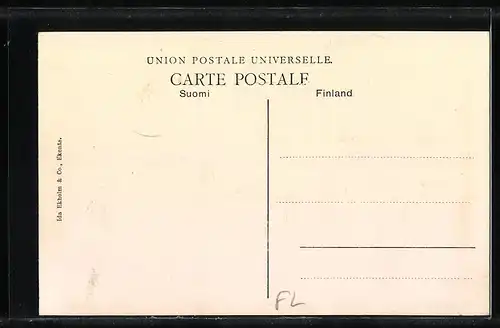 UNION POSTALE UNIVERSELLE.
CARTE POSTALE
Suomi Finland
Ida Ekholm & Co., Ekenäs.
FL